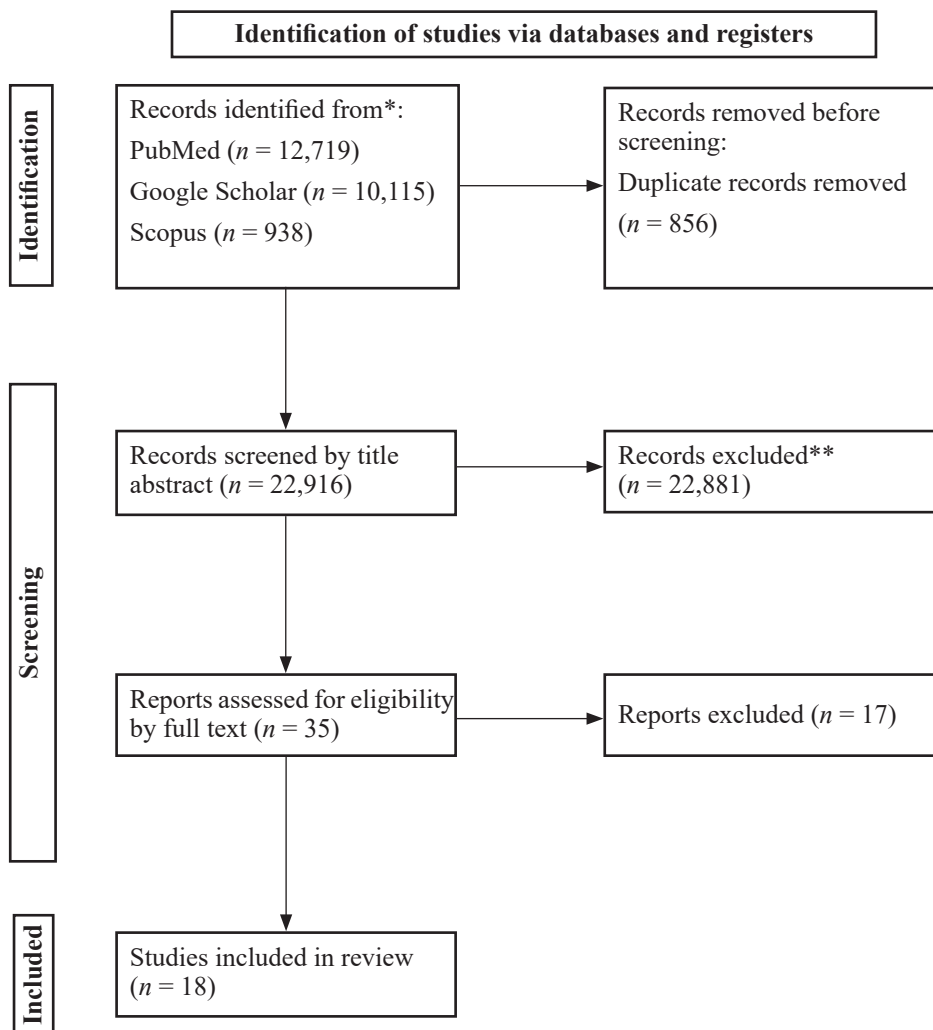 Identification of studies via databases and registers
Identification
Records identified from*:
PubMed (n = 12,719)
Google Scholar (n = 10,115)
Scopus (n = 938)
Records removed before
screening:
Duplicate records removed
(n = 856)
Screening
Records screened by title
abstract (n = 22,916)
Records excluded**
(n = 22,881)
Reports assessed for eligibility
by full text (n = 35)
Reports excluded (n = 17)
Included
Studies included in review
(n = 18)